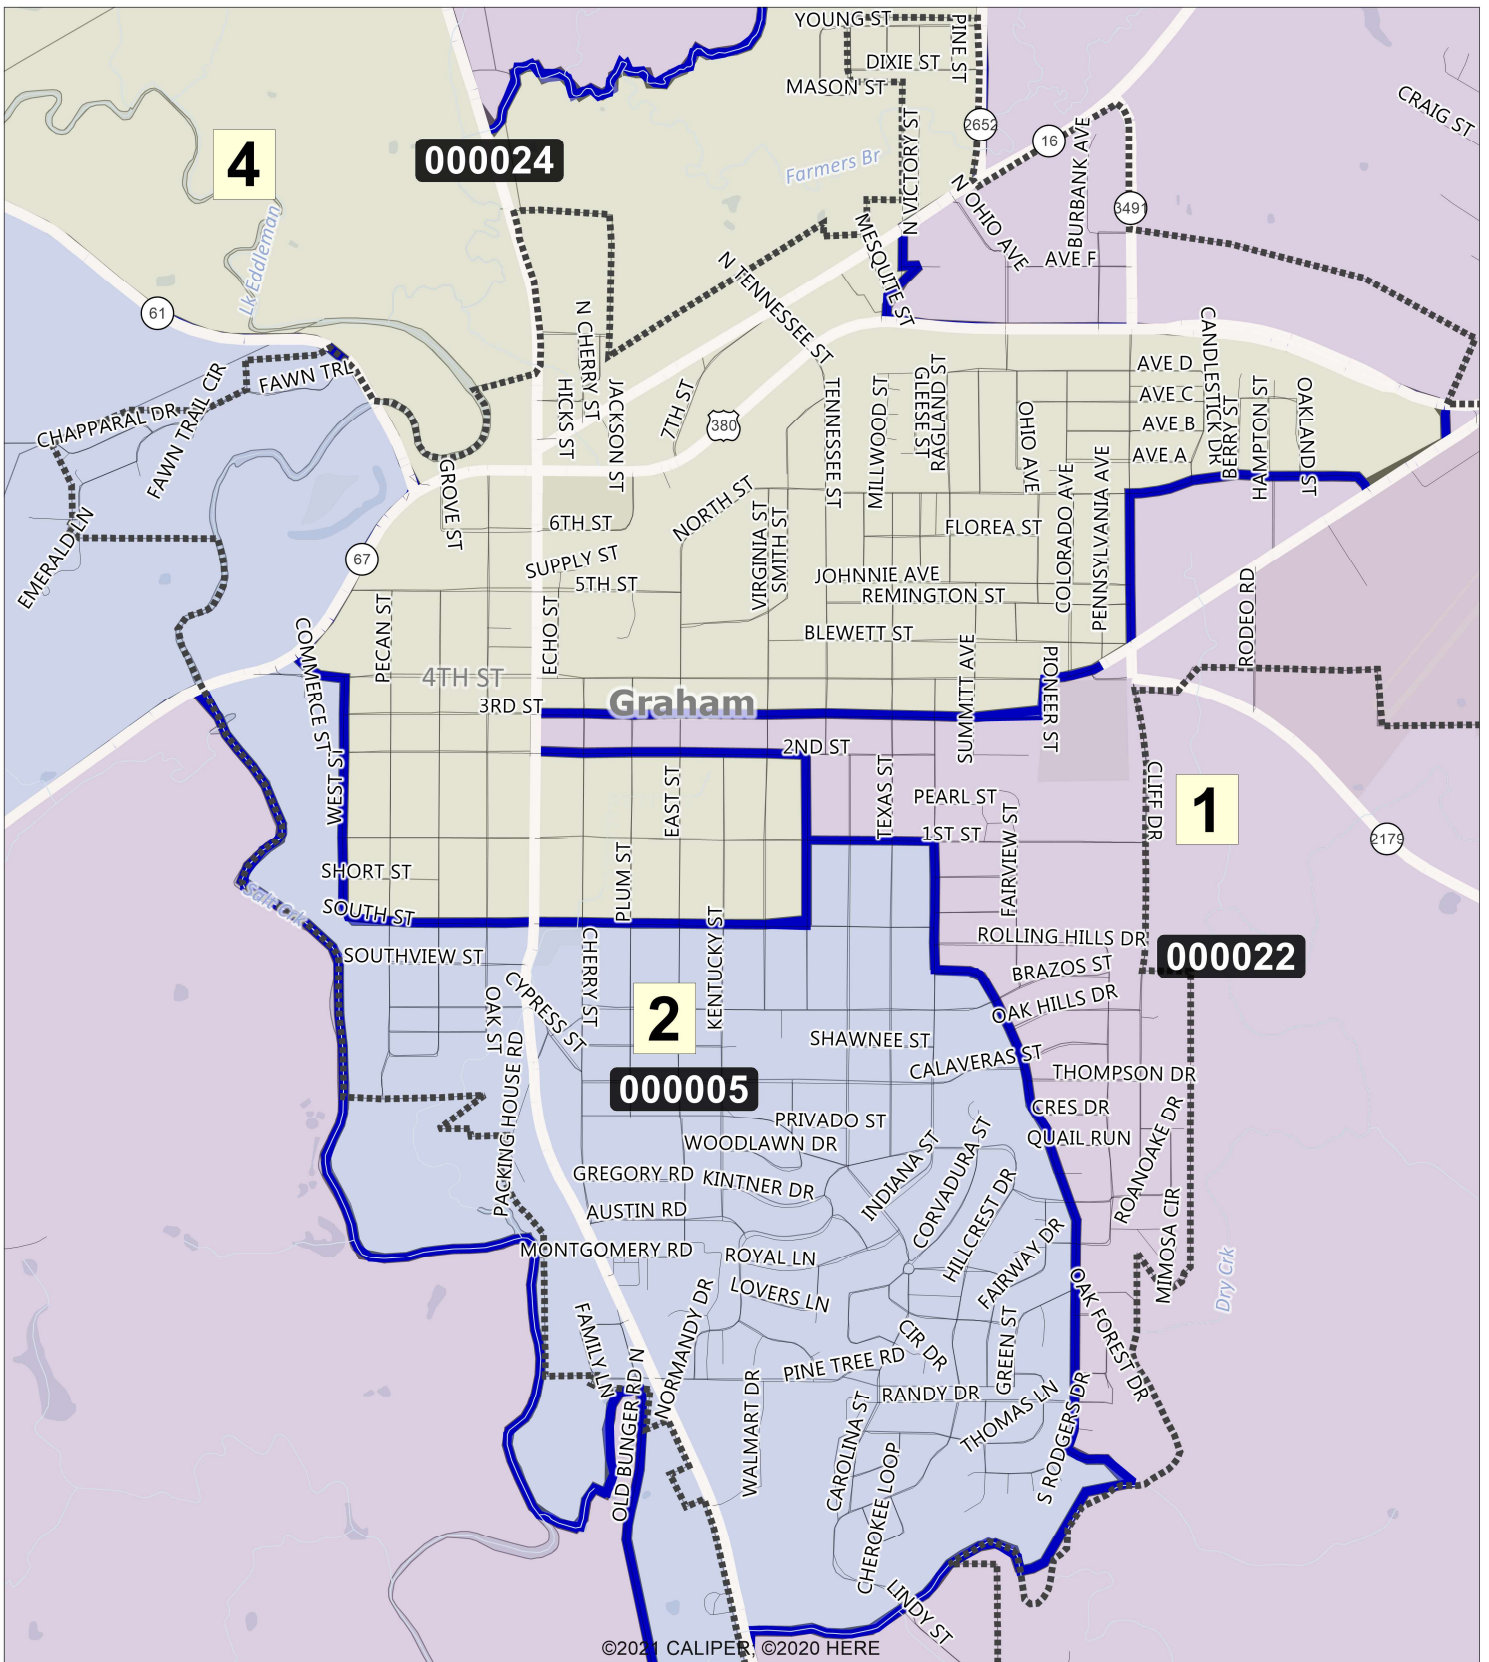 YOUNG ST
PINE ST
DIXIE ST
MASON ST
CRAIG ST
2652
16
BURBANK AVE
N VICTORY ST
4
000024
Farmers Br
N OHIO AVE
3491
Lk Eddleman
MESQUITE ST
AVE F
N TENNESSEE ST
61
N CHERRY ST
CANDLESTICK DR
FAWN TRL
FAWN TRAIL CIR
CHAPPARAL DR
HICKS ST
JACKSON ST
7TH ST
380
TENNESSEE ST
MILLWOOD ST
GLEESE ST
RAGLAND ST
OHIO AVE
AVE D
AVE C
AVE B
AVE A
BERRY ST
HAMPTON ST
OAKLAND ST
EMERALD LN
GROVE ST
6TH ST
NORTH ST
VIRGINIA ST
SMITH ST
FLOREA ST
COLORADO AVE
PENNSYLVANIA AVE
67
SUPPLY ST
5TH ST
JOHNNIE AVE
REMINGTON ST
RODEO RD
COMMERCE ST
PECAN ST
ECHO ST
BLEWETT ST
SUMMITT AVE
PIONEER ST
4TH ST
3RD ST
Graham
2ND ST
WEST ST
EAST ST
TEXAS ST
PEARL ST
1ST ST
FAIRVIEW ST
CLIFF DR
1
2179
SHORT ST
PLUM ST
SOUTH ST
Salt Crk
SOUTHVIEW ST
CHERRY ST
KENTUCKY ST
ROLLING HILLS DR
BRAZOS ST
000022
OAK ST
CYPRESS ST
2
OAK HILLS DR
SHAWNEE ST
CALAVERAS ST
THOMPSON DR
000005
PACKING HOUSE RD
PRIVADO ST
CRES DR
WOODLAWN DR
QUAIL RUN
ROANOAKE DR
GREGORY RD
KINTNER DR
INDIANA ST
CORVADURA ST
HILLCREST DR
AUSTIN RD
MIMOSA CIR
MONTGOMERY RD
ROYAL LN
FAIRWAY DR
Dry Crk
LOVERS LN
OAK FOREST DR
FAMILY LN
NORMANDY DR
CIR DR
GREEN ST
OLD BUNGER RD N
PINE TREE RD
WALMART DR
RANDY DR
CAROLINA ST
THOMAS LN
S RODGERS DR
CHEROKEE LOOP
LINDY ST
©2021 CALIPER; ©2020 HERE